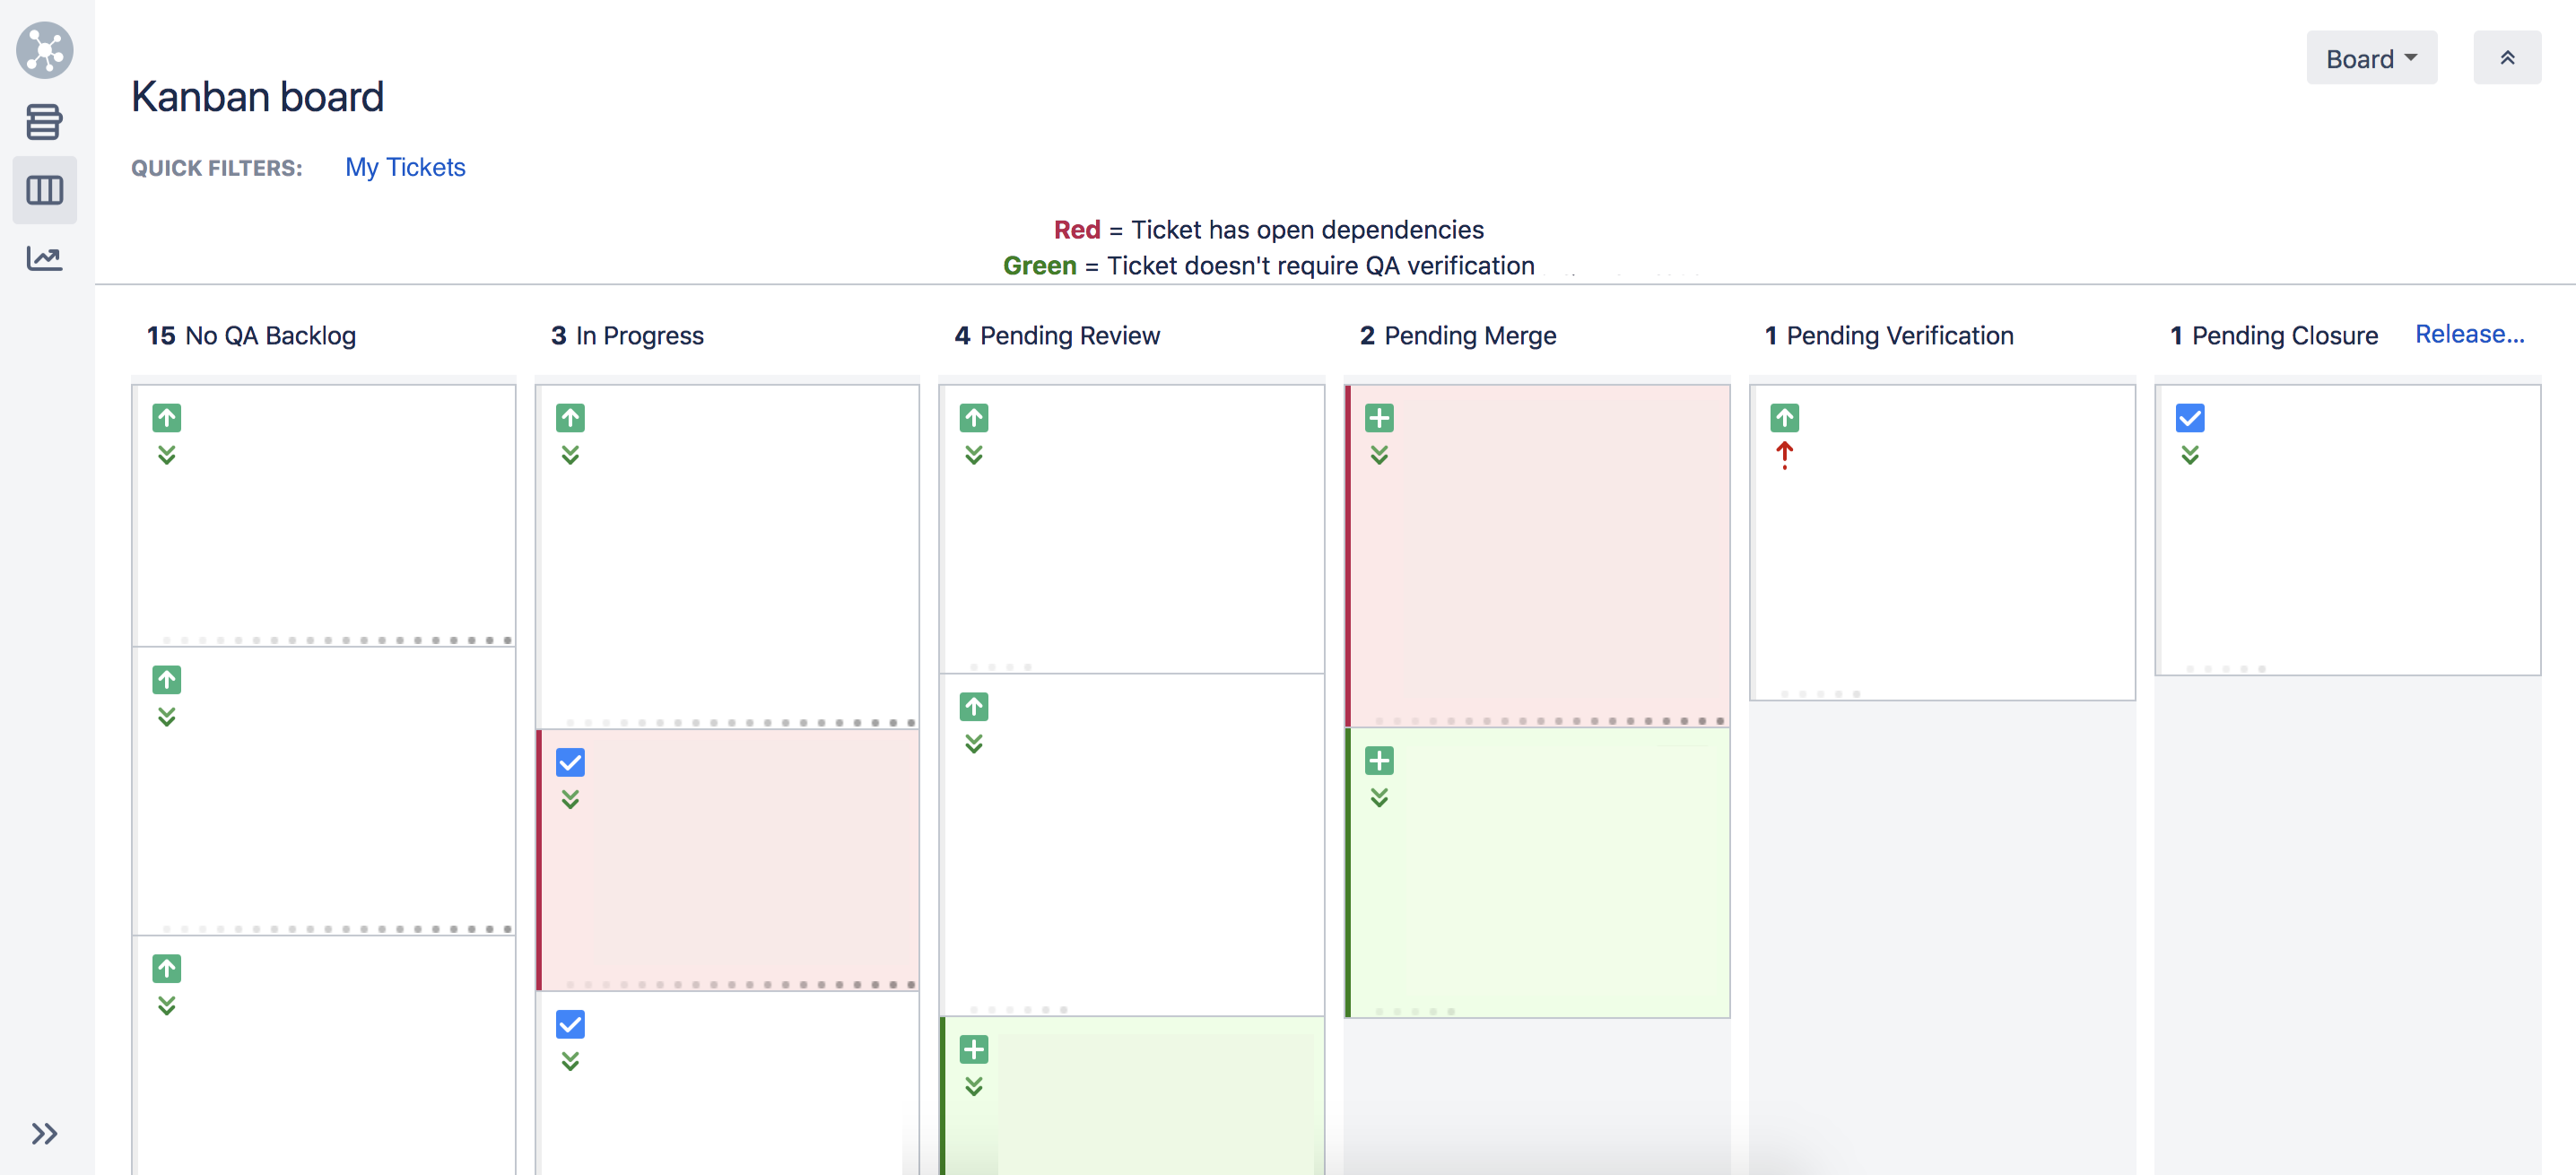 Board
Kanban board
QUICK FILTERS: My Tickets
Red = Ticket has open dependencies
Green = Ticket doesn't require QA verification
15 No QA Backlog
3 In Progress
4 Pending Review
2 Pending Merge
1 Pending Verification
1 Pending Closure Release...